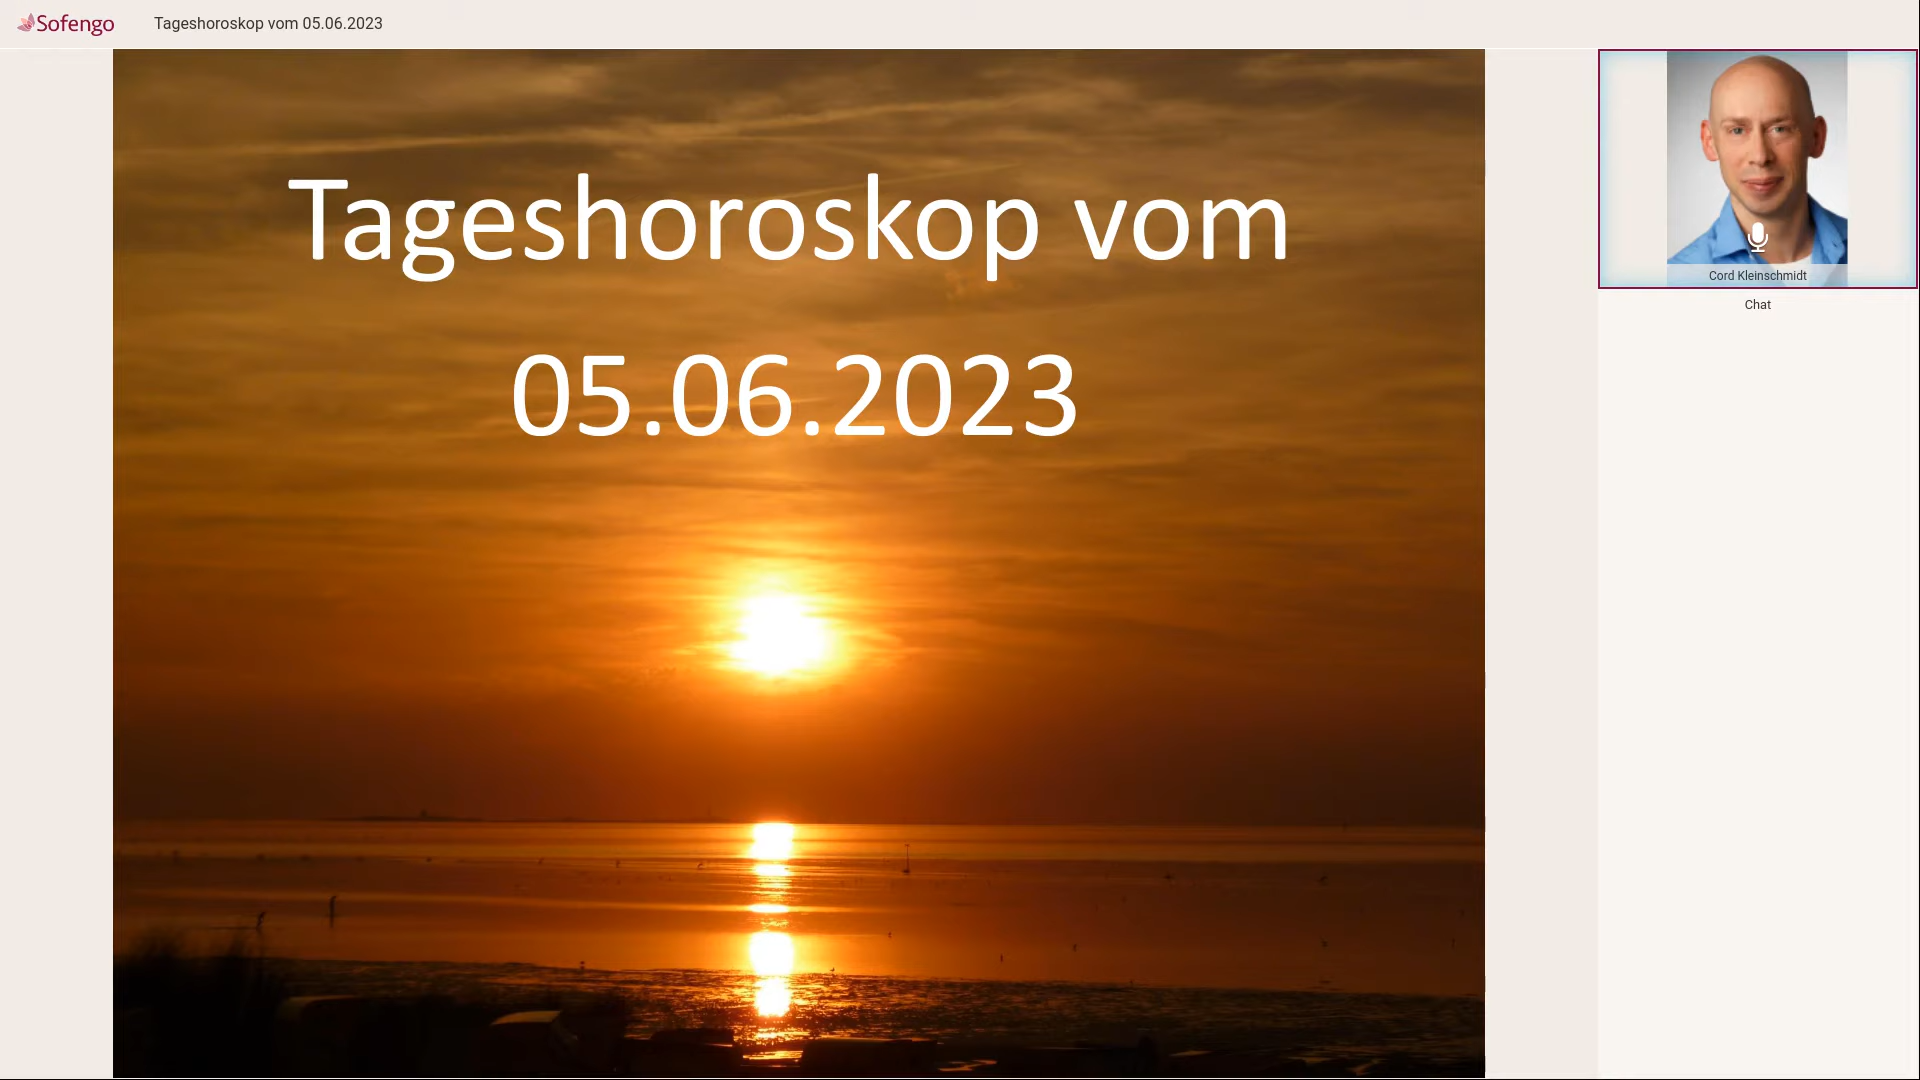 Sofengo
Tageshoroskop vom 05.06.2023
Tageshoroskop vom
05.06.2023
Cord Kleinschmidt
Chat